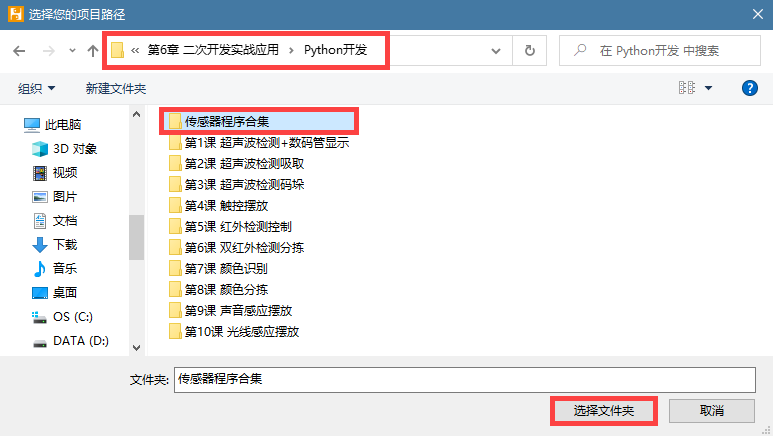 选择您的项目路径
« 第6章 二次开发实战应用 › Python开发
在 Python开发 中搜索
组织
新建文件夹
此电脑
3D 对象
视频
图片
文档
下载
音乐
桌面
OS (C:)
DATA (D:)
传感器程序合集
第1课 超声波检测+数码管显示
第2课 超声波检测吸取
第3课 超声波检测码垛
第4课 触控摆放
第5课 红外检测控制
第6课 双红外检测分拣
第7课 颜色识别
第8课 颜色分拣
第9课 声音感应摆放
第10课 光线感应摆放
文件夹: 传感器程序合集
选择文件夹
取消